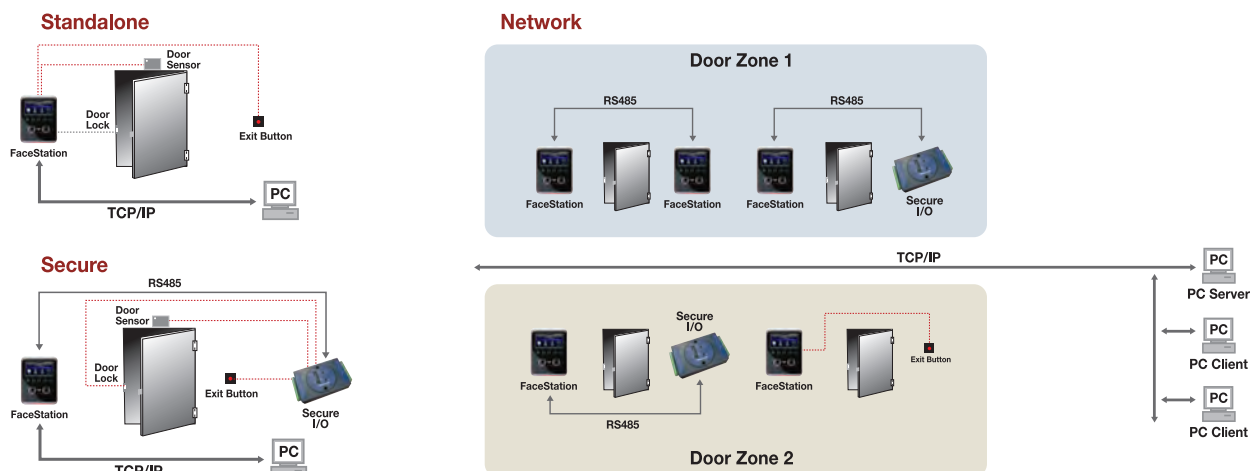 Standalone
Door
Sensor
Door
Lock
Exit Button
FaceStation
PC
TCP/IP
Secure
RS485
Door
Sensor
Door
Lock
Exit Button
FaceStation
Secure
I/O
PC
TCP/IP
Network
Door Zone 1
RS485
RS485
FaceStation
FaceStation
FaceStation
Secure
I/O
TCP/IP
PC
PC Server
Secure
I/O
FaceStation
FaceStation
Exit Button
RS485
Door Zone 2
PC
PC Client
PC
PC Client